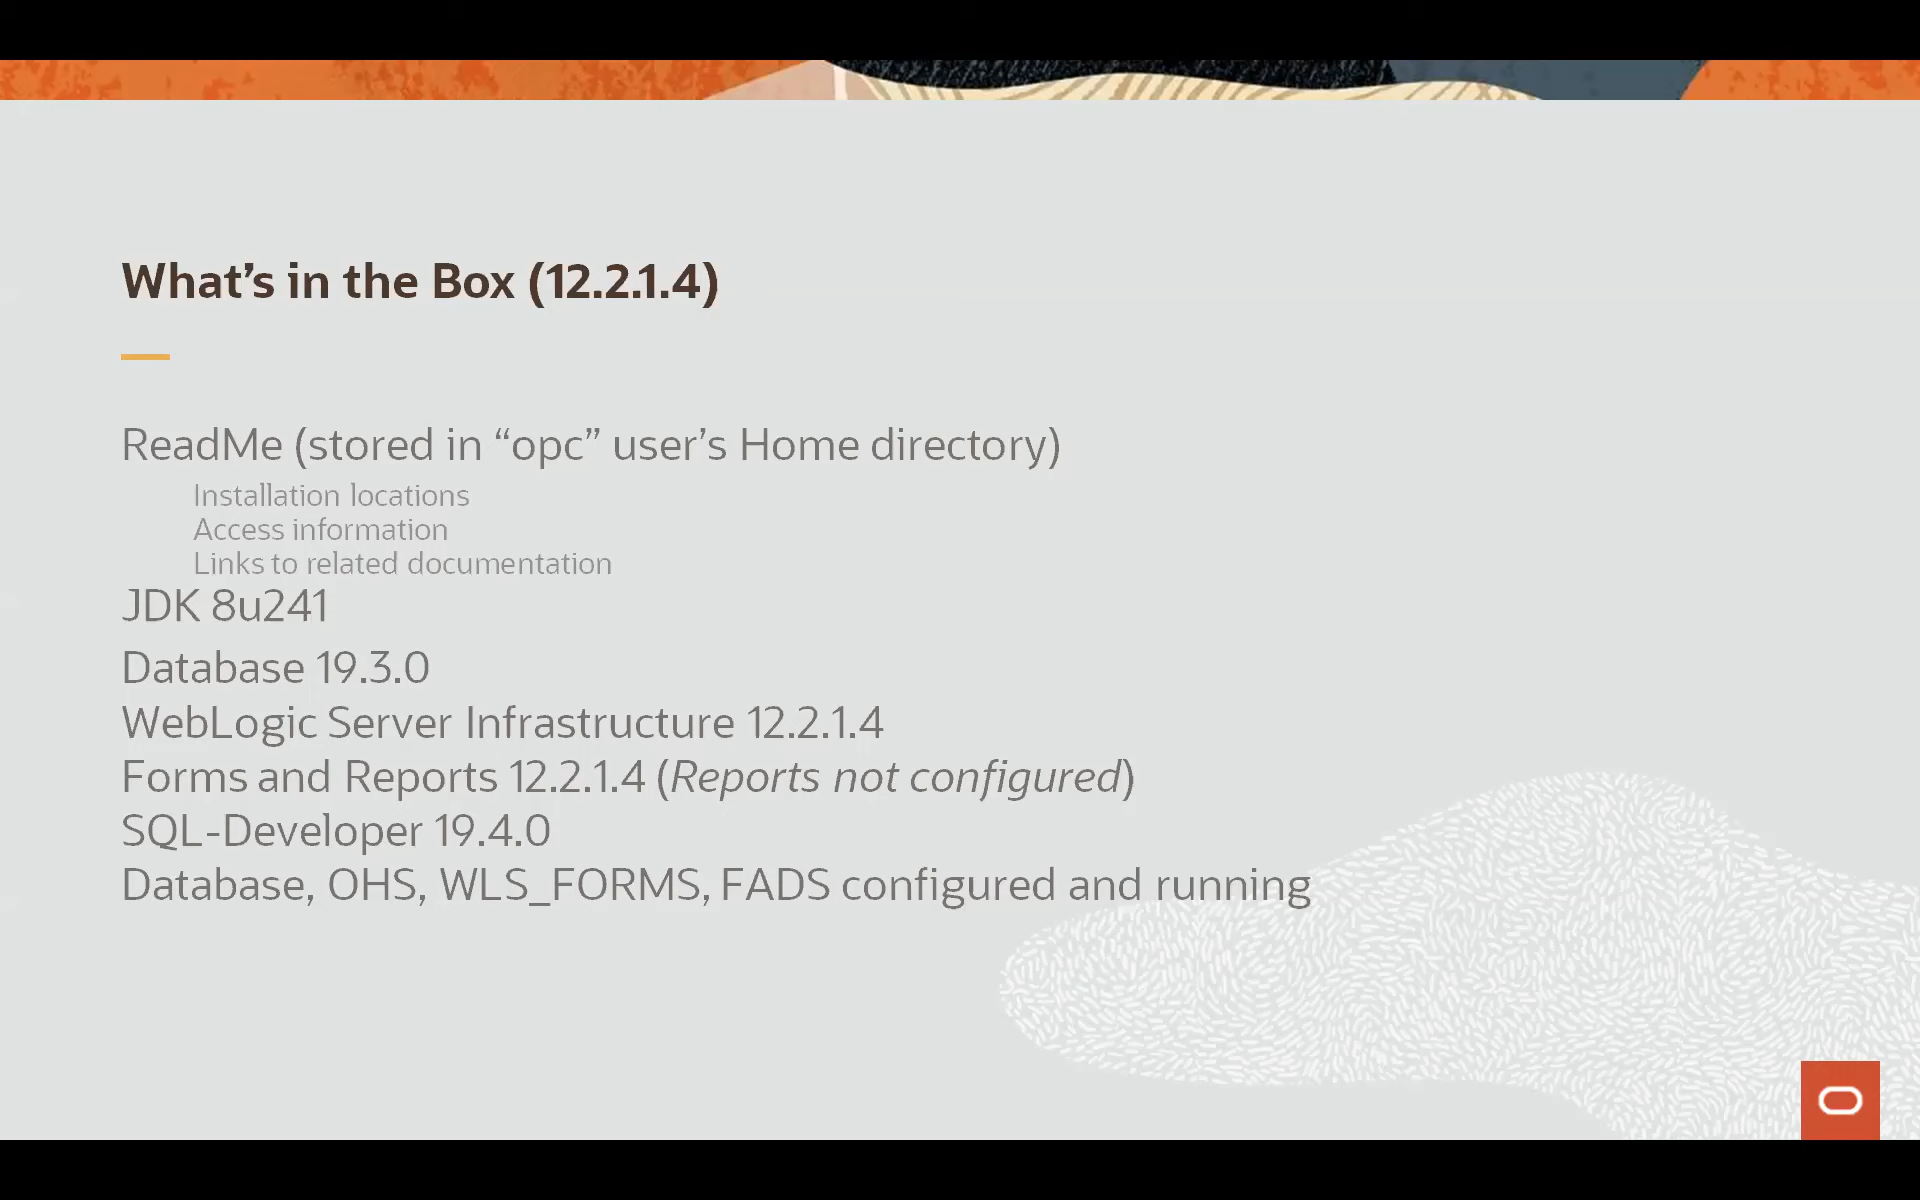 What’s in the Box (12.2.1.4)
ReadMe (stored in “opc” user’s Home directory)
Installation locations
Access information
Links to related documentation
JDK 8u241
Database 19.3.0
WebLogic Server Infrastructure 12.2.1.4
Forms and Reports 12.2.1.4 (Reports not configured)
SQL-Developer 19.4.0
Database, OHS, WLS_FORMS, FADS configured and running